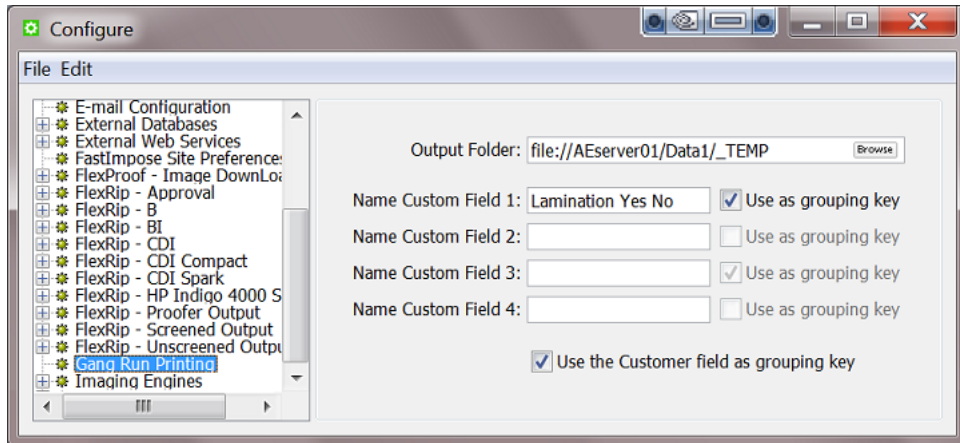 Configure
File Edit
E-mail Configuration
External Databases
External Web Services
FastImpose Site Preferences
FlexProof - Image DownLoa
FlexRip - Approval
FlexRip - B
FlexRip - BI
FlexRip - CDI
FlexRip - CDI Compact
FlexRip - CDI Spark
FlexRip - HP Indigo 4000 S
FlexRip - Proofer Output
FlexRip - Screened Output
FlexRip - Unscreened Outpu
Gang Run Printing
Imaging Engines
Output Folder: file://AEserver01/Data1/_TEMP Browse
Name Custom Field 1: Lamination Yes No Use as grouping key
Name Custom Field 2: Use as grouping key
Name Custom Field 3: Use as grouping key
Name Custom Field 4: Use as grouping key
Use the Customer field as grouping key